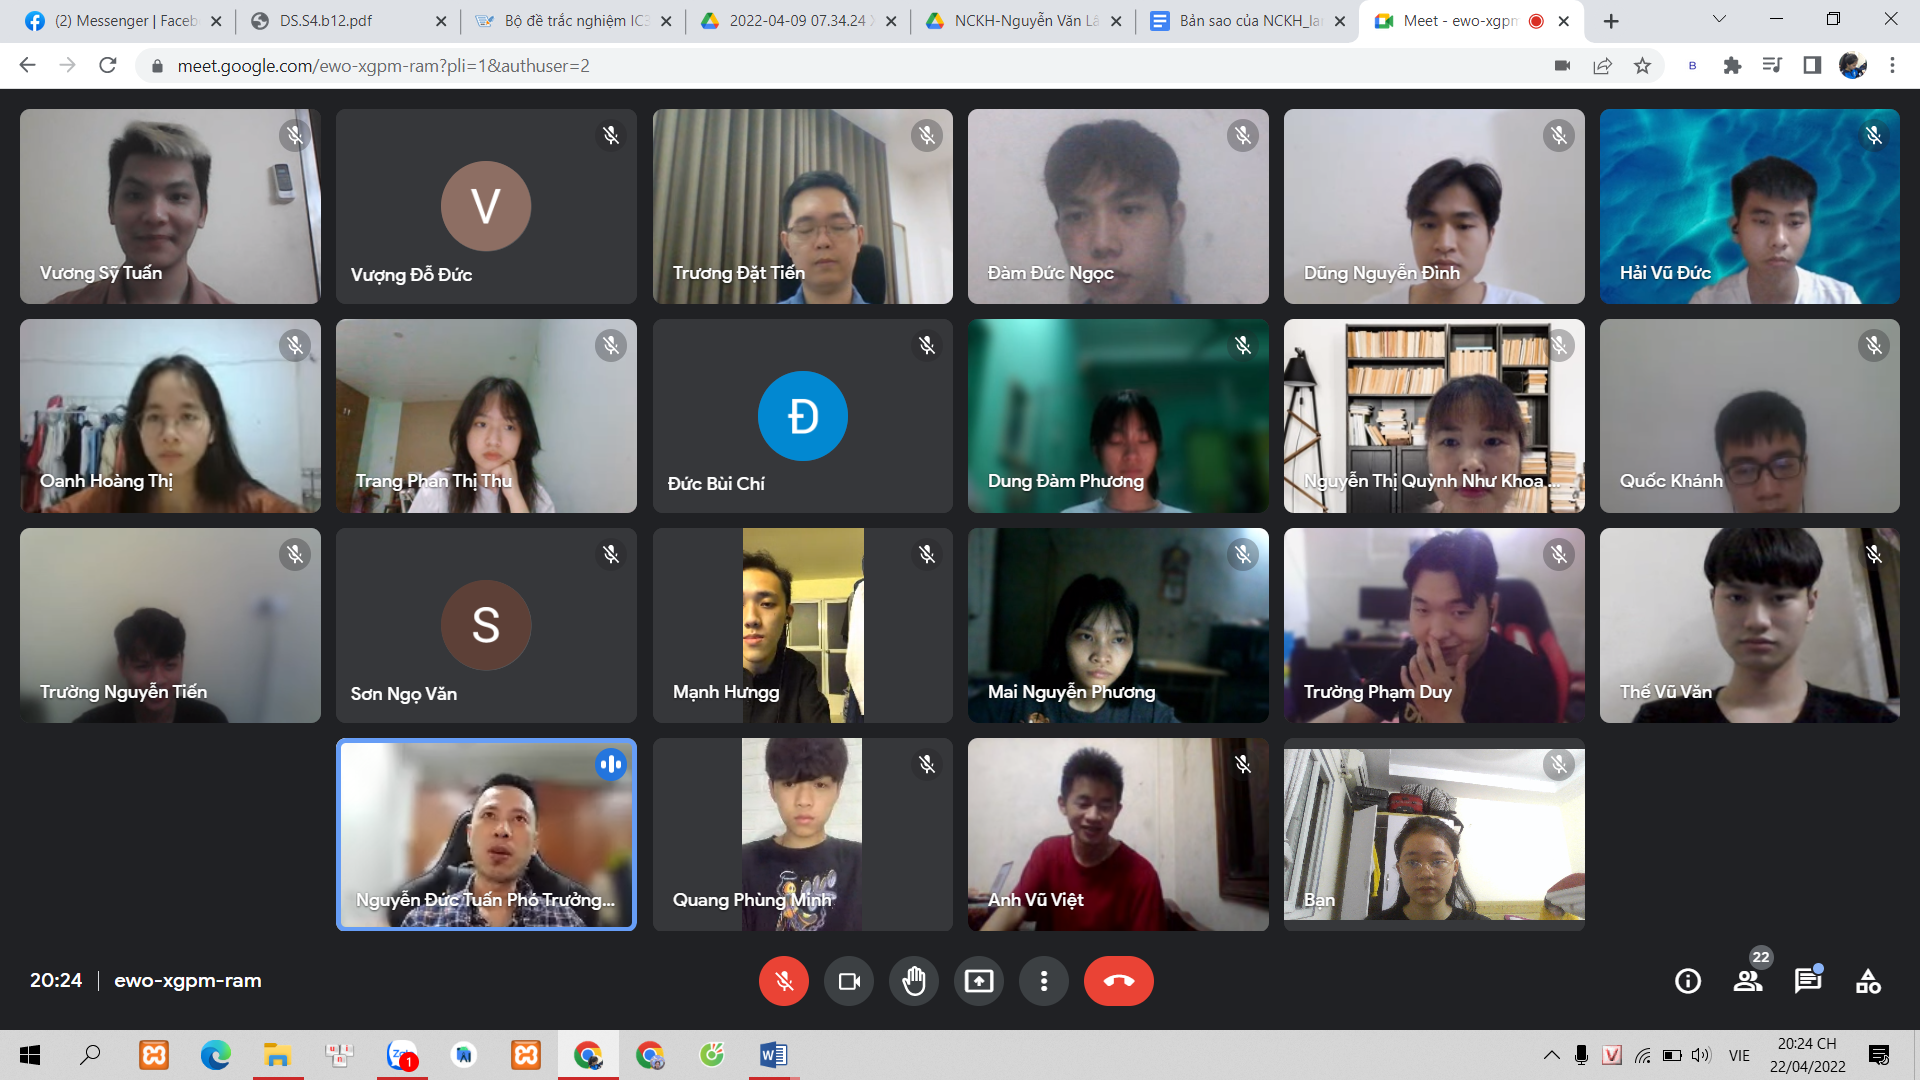 (2) Messenger | Faceb
DS.S4.b12.pdf
Bộ đề trắc nghiệm IC3
2022-04-09 07.34.24
NCKH-Nguyễn Văn Lâ
Bản sao của NCKH_la
Meet - ewo-xgpm
meet.google.com/ewo-xgpm-ram?pli=1&authuser=2
B
Vương Sỹ Tuấn
V
Vượng Đỗ Đức
Trương Đặt Tiến
Đàm Đức Ngọc
Dũng Nguyễn Đình
Hải Vũ Đức
Oanh Hoàng Thị
Trang Phan Thị Thu
Đ
Đức Bùi Chí
Dung Đàm Phương
Nguyễn Thị Quỳnh Như Khoa ...
Quốc Khánh
Trường Nguyễn Tiến
S
Sơn Ngọ Văn
Mạnh Hưngg
Mai Nguyễn Phương
Trường Phạm Duy
Thế Vũ Văn
Nguyễn Đức Tuấn Phó Trưởng...
Quang Phùng Minh
Anh Vũ Việt
Bạn
20:24 | ewo-xgpm-ram
22
1
VIE
20:24 CH
22/04/2022